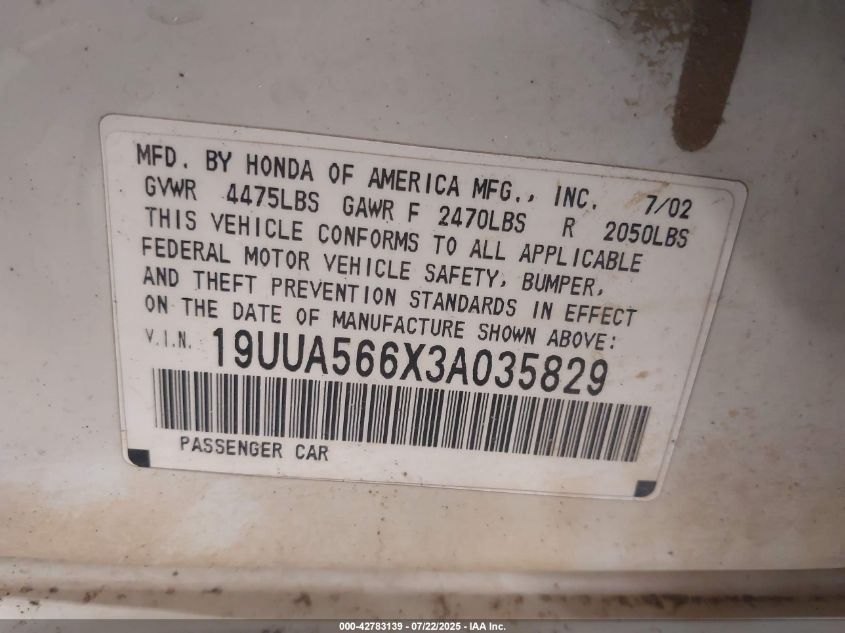 MFD. BY HONDA OF AMERICA MFG., INC. 7/02
GVWR 4475LBS GAWR F 2470LBS R 2050LBS
THIS VEHICLE CONFORMS TO ALL APPLICABLE
FEDERAL MOTOR VEHICLE SAFETY, BUMPER,
AND THEFT PREVENTION STANDARDS IN EFFECT
ON THE DATE OF MANUFACTURE SHOWN ABOVE:
V.I.N. 19UUA566X3A035829
PASSENGER CAR
000-42783139 - 07/22/2025 - IAA Inc.